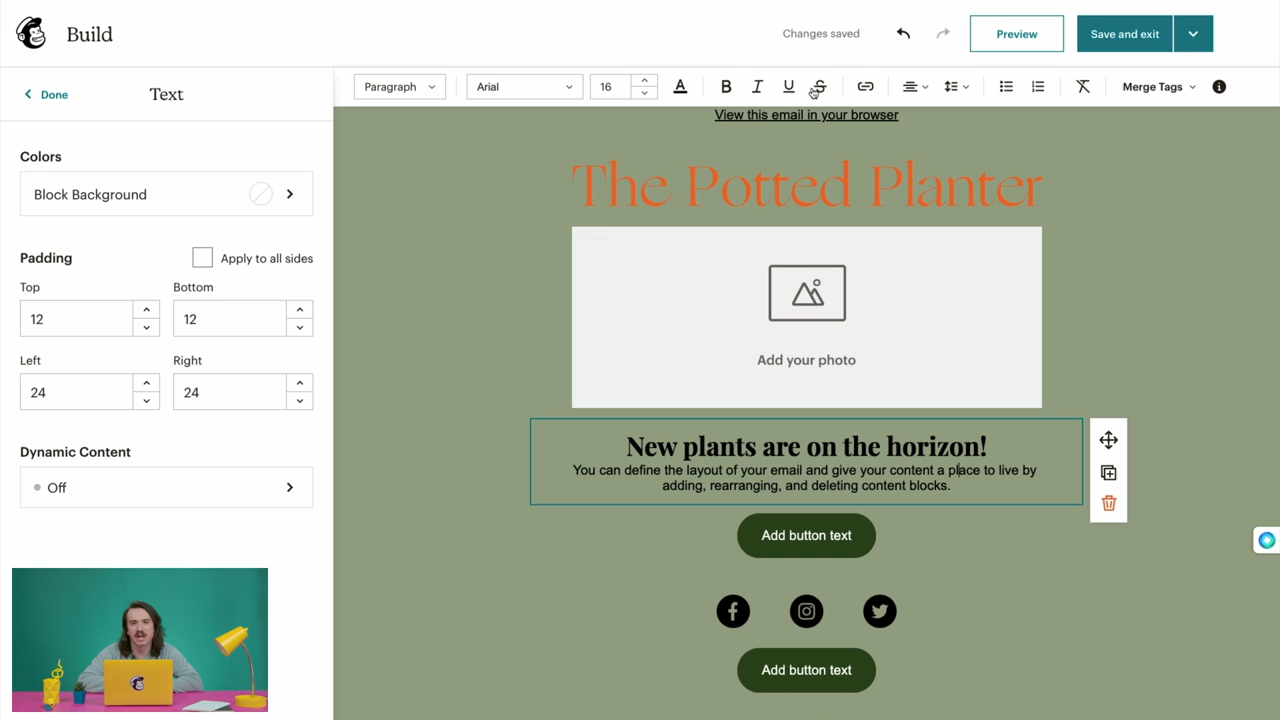 Build
Changes saved
Preview
Save and exit
Done
Text
Paragraph
Arial
16
A
B
I
U
S
Merge Tags
Colors
Block Background
Padding
Apply to all sides
Top
Bottom
12
12
Left
Right
24
24
Dynamic Content
Off
View this email in your browser
The Potted Planter
Add your photo
New plants are on the horizon!
You can define the layout of your email and give your content a place to live by
adding, rearranging, and deleting content blocks.
Add button text
Add button text